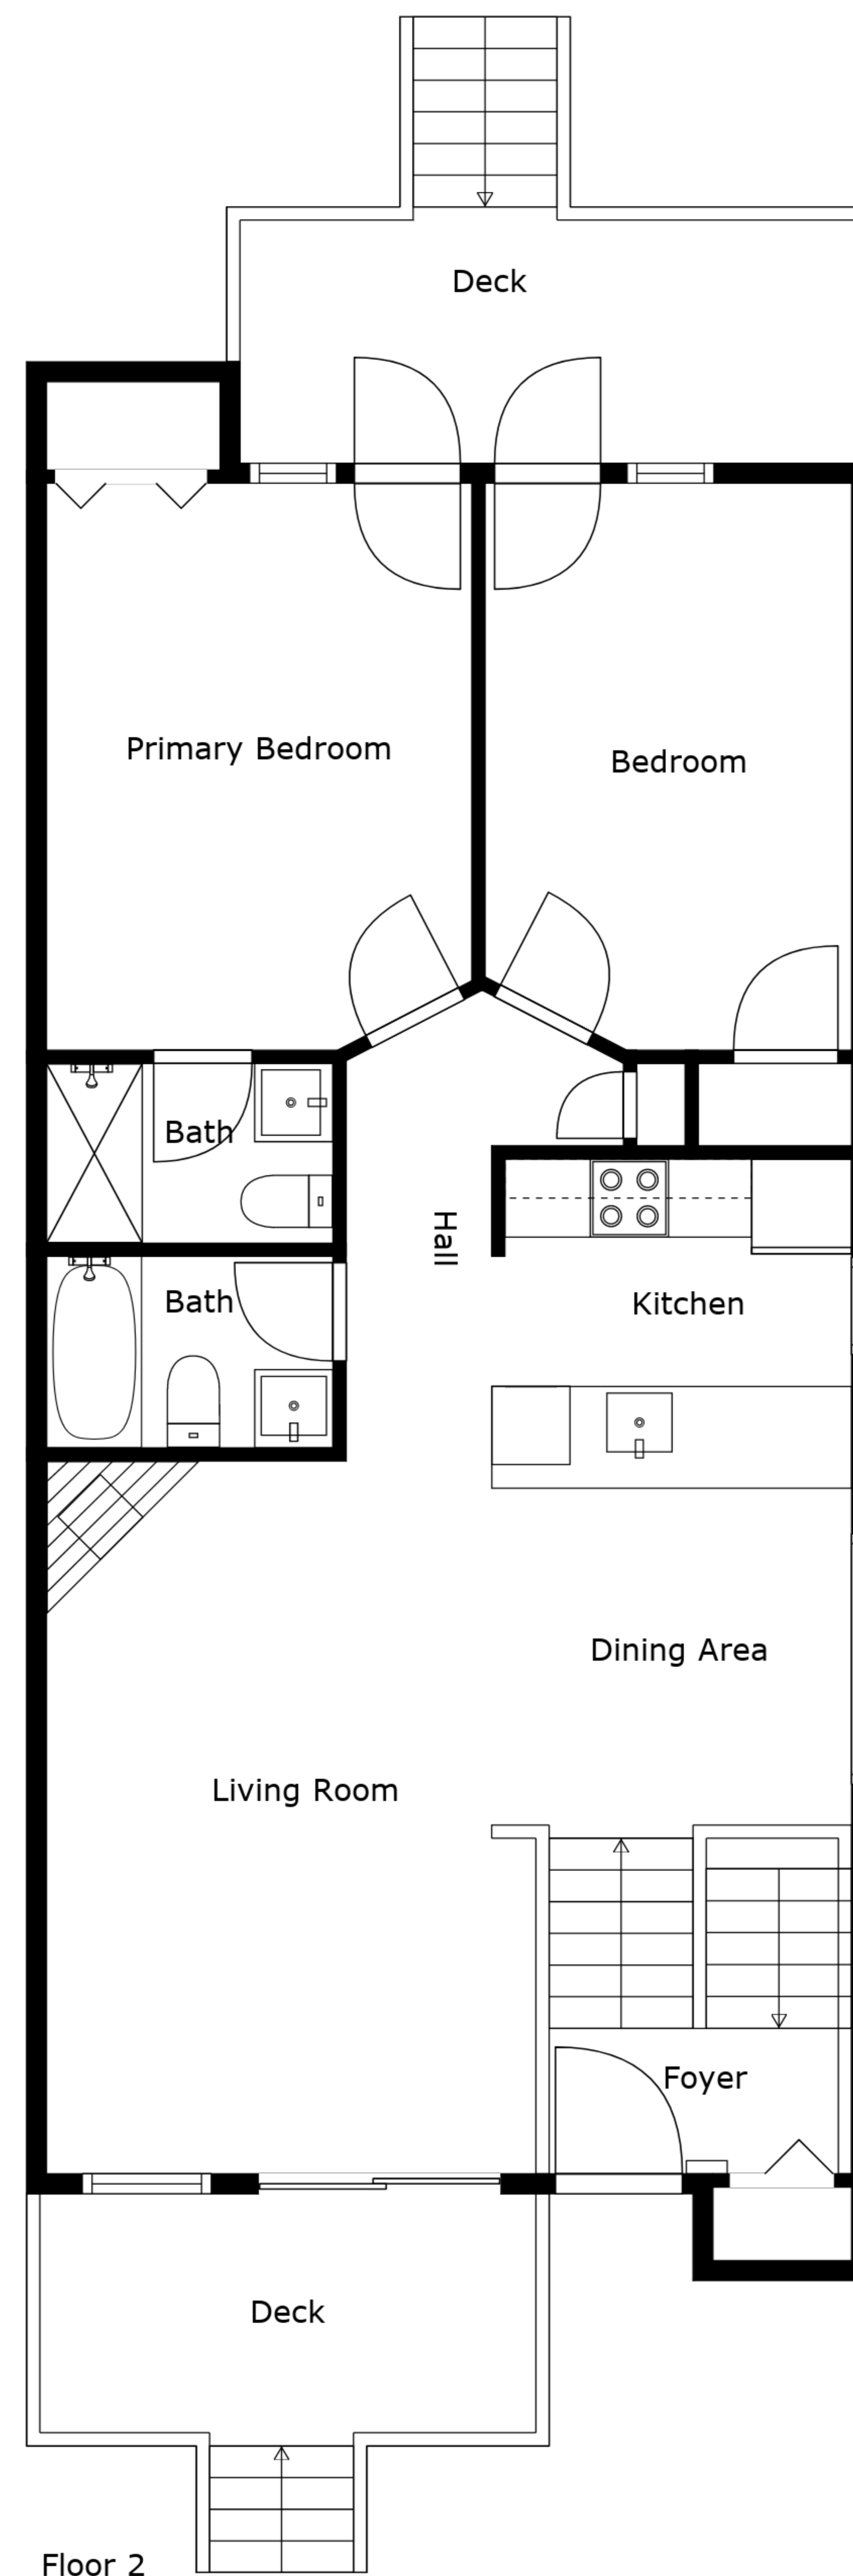 Deck
Primary Bedroom
Bedroom
Bath
Hall
Bath
Kitchen
Dining Area
Living Room
Foyer
Deck
Floor 2